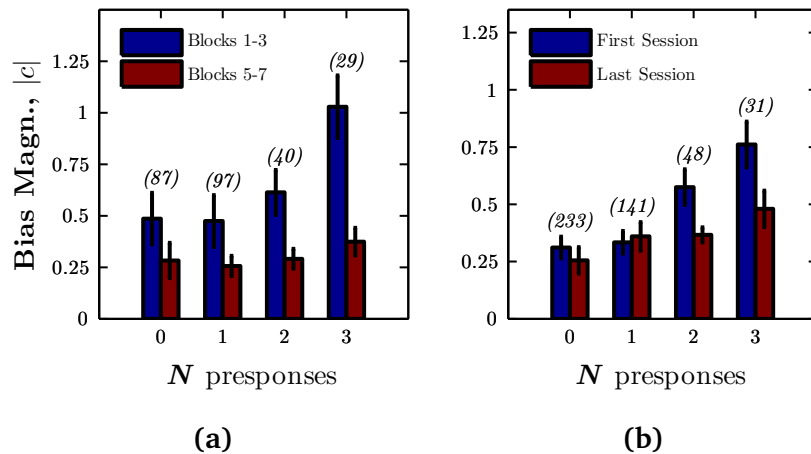 Bias Magn., |c|
1.25
1
0.75
0.5
0.25
0
Blocks 1-3
Blocks 5-7
(87)
(97)
(40)
(29)
0 1 2 3
N presponses
(a)
1.25
1
0.75
0.5
0.25
0
First Session
Last Session
(233)
(141)
(48)
(31)
0 1 2 3
N presponses
(b)